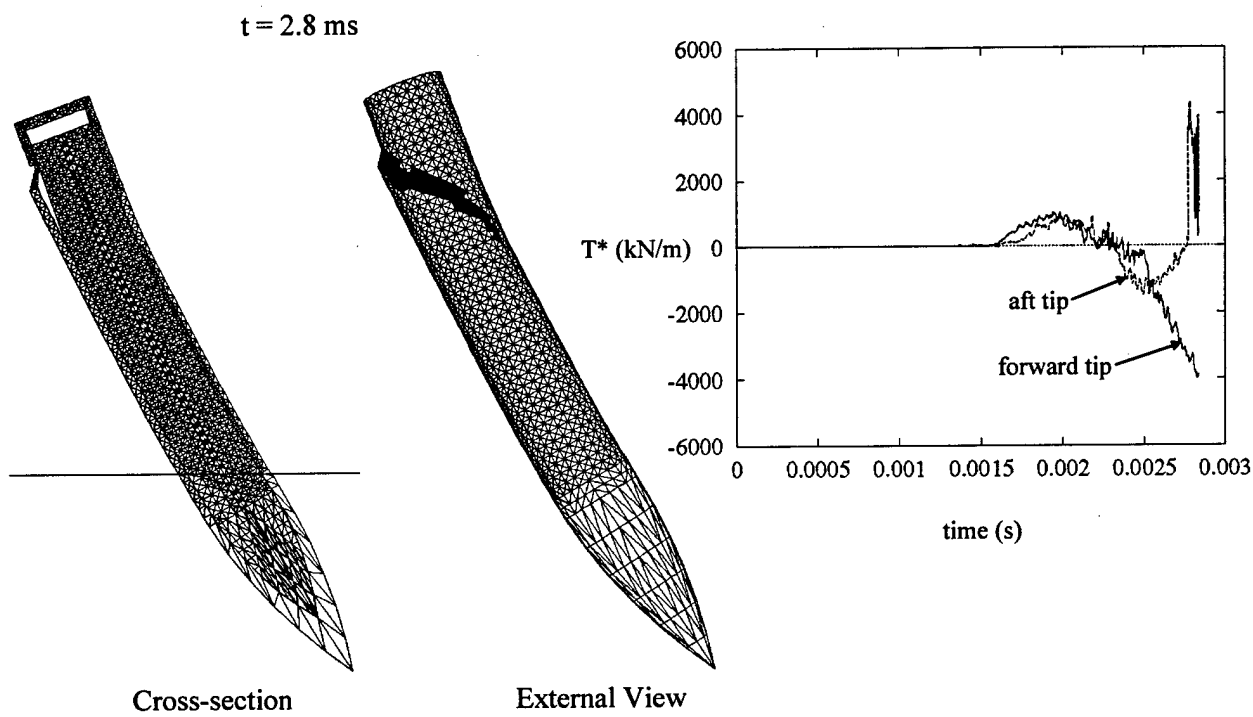 t = 2.8 ms
6000
4000
2000
T* (kN/m)
0
-2000
-4000
-6000
aft tip
forward tip
0 0.0005 0.001 0.0015 0.002 0.0025 0.003
time (s)
Cross-section
External View